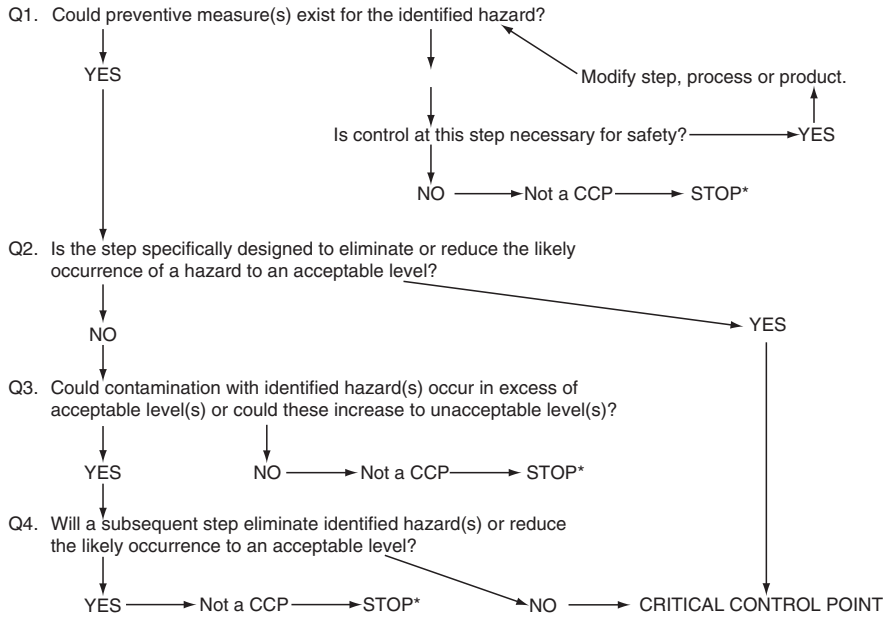 Q1. Could preventive measure(s) exist for the identified hazard?
YES
Modify step, process or product.
Is control at this step necessary for safety?
YES
NO
Not a CCP
STOP*
Q2. Is the step specifically designed to eliminate or reduce the likely
occurrence of a hazard to an acceptable level?
YES
NO
Q3. Could contamination with identified hazard(s) occur in excess of
acceptable level(s) or could these increase to unacceptable level(s)?
YES
NO
Not a CCP
STOP*
Q4. Will a subsequent step eliminate identified hazard(s) or reduce
the likely occurrence to an acceptable level?
YES
Not a CCP
STOP*
NO
CRITICAL CONTROL POINT